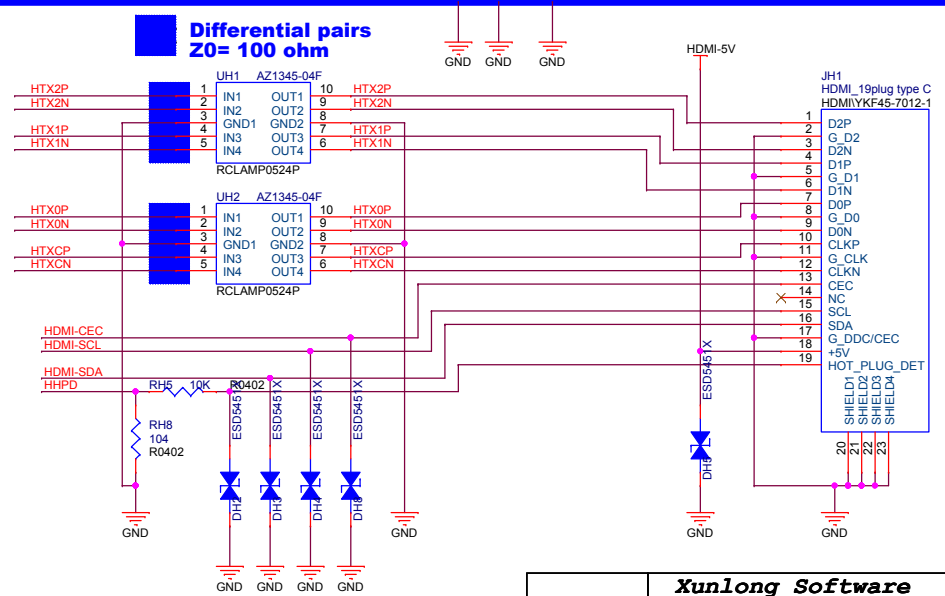 Differential pairs
Z0= 100 ohm
GND
GND
GND
HDMI-5V
UH1 AZ1345-04F
HTX2P 1 IN1 OUT1 10 HTX2P
HTX2N 2 IN2 OUT2 9 HTX2N
3 GND1 GND2 8
HTX1P 4 IN3 OUT3 7 HTX1P
HTX1N 5 IN4 OUT4 6 HTX1N
RCLAMP0524P
UH2 AZ1345-04F
HTX0P 1 IN1 OUT1 10 HTX0P
HTX0N 2 IN2 OUT2 9 HTX0N
3 GND1 GND2 8
HTXCP 4 IN3 OUT3 7 HTXCP
HTXCN 5 IN4 OUT4 6 HTXCN
RCLAMP0524P
JH1
HDMI_19plug type C
HDMI\YKF45-7012-1
1 D2P
2 G_D2
3 D2N
4 D1P
5 G_D1
6 D1N
7 D0P
8 G_D0
9 D0N
10 CLKP
11 G_CLK
12 CLKN
13 CEC
14 NC
15 SCL
16 SDA
17 G_DDC/CEC
18 +5V
19 HOT_PLUG_DET
SHIELD1
SHIELD2
SHIELD3
SHIELD4
20
21
22
23
HDMI-CEC
HDMI-SCL
HDMI-SDA
HHPD
RH5 10K R0402
RH8
104
R0402
ESD5451X
ESD5451X
ESD5451X
ESD5451X
ESD5451X
DH2
DH3
DH4
DH8
DH5
GND
GND
GND
GND
GND
GND
GND
GND
Xunlong Software